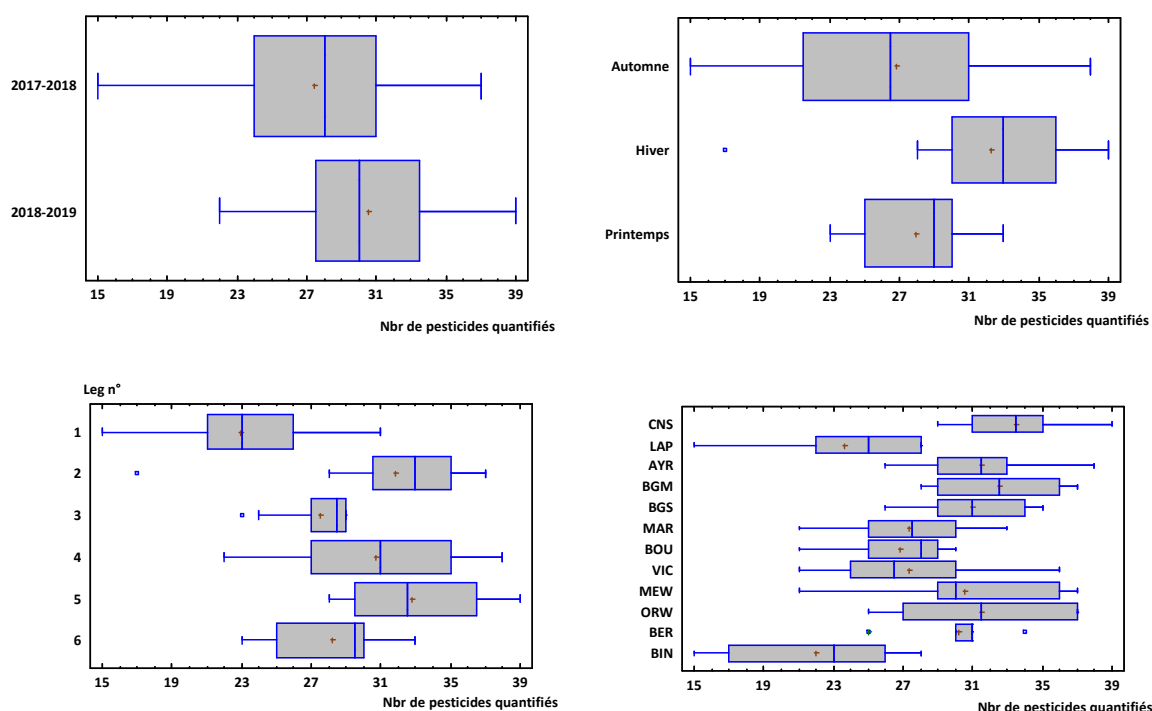 2017-2018
2018-2019
15 19 23 27 31 35 39
Nbr de pesticides quantifiés
Automne
Hiver
Printemps
15 19 23 27 31 35 39
Nbr de pesticides quantifiés
Leg n°
1
2
3
4
5
6
15 19 23 27 31 35 39
Nbr de pesticides quantifiés
CNS
LAP
AYR
BGM
BGS
MAR
BOU
VIC
MEW
ORW
BER
BIN
15 19 23 27 31 35 39
Nbr de pesticides quantifiés